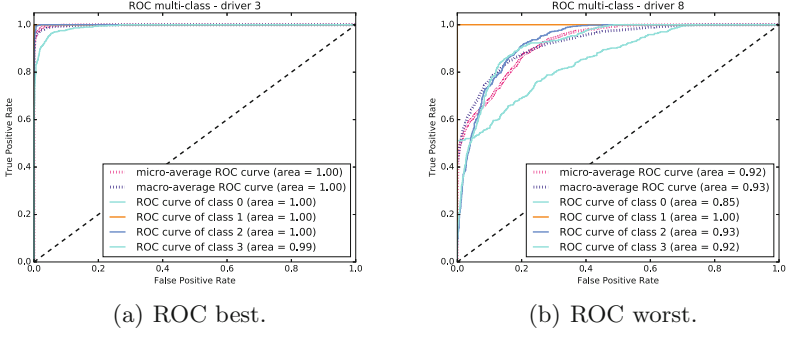 ROC multi-class - driver 3
True Positive Rate
1.0
0.8
0.6
0.4
0.2
0.0
micro-average ROC curve (area = 1.00)
macro-average ROC curve (area = 1.00)
ROC curve of class 0 (area = 1.00)
ROC curve of class 1 (area = 1.00)
ROC curve of class 2 (area = 1.00)
ROC curve of class 3 (area = 0.99)
0.0 0.2 0.4 0.6 0.8 1.0
False Positive Rate
(a) ROC best.
ROC multi-class - driver 8
True Positive Rate
1.0
0.8
0.6
0.4
0.2
0.0
micro-average ROC curve (area = 0.92)
macro-average ROC curve (area = 0.93)
ROC curve of class 0 (area = 0.85)
ROC curve of class 1 (area = 1.00)
ROC curve of class 2 (area = 0.93)
ROC curve of class 3 (area = 0.92)
0.0 0.2 0.4 0.6 0.8 1.0
False Positive Rate
(b) ROC worst.